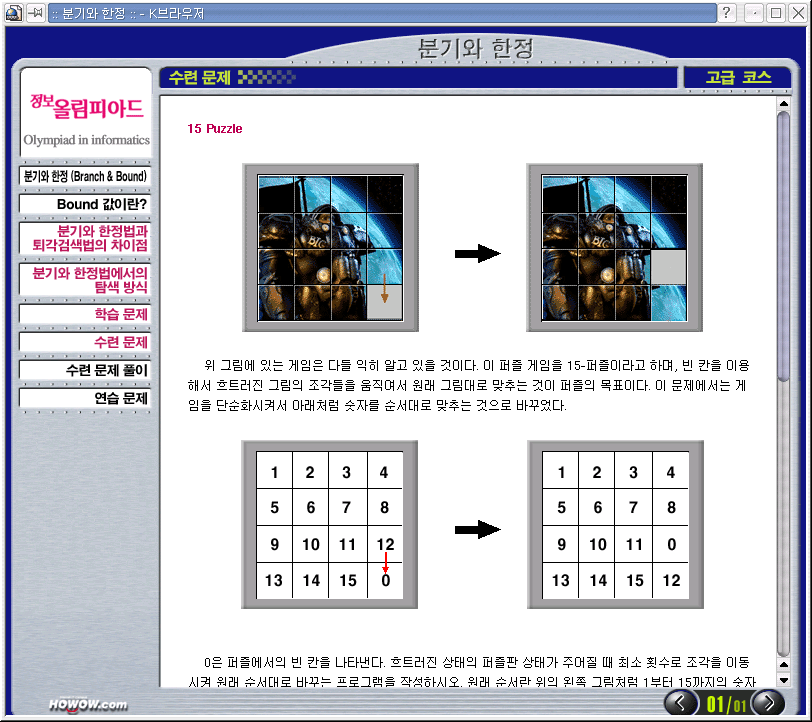 :: 분기와 한정 :: - K브라우저
분기와 한정
정보올림피아드
Olympiad in informatics
분기와 한정 (Branch & Bound)
Bound 값이란?
분기와 한정법과
퇴각검색법의 차이점
분기와 한정법에서의
탐색 방식
학습 문제
수련 문제
수련 문제 풀이
연습 문제
HOWOW.com
수련 문제
고급 코스
15 Puzzle
BIG
BIG
위 그림에 있는 게임은 다들 익히 알고 있을 것이다. 이 퍼즐 게임을 15-퍼즐이라고 하며, 빈 칸을 이용
해서 흐트러진 그림의 조각들을 움직여서 원래 그림대로 맞추는 것이 퍼즐의 목표이다. 이 문제에서는 게
임을 단순화시켜서 아래처럼 숫자를 순서대로 맞추는 것으로 바꾸었다.
1 2 3 4
5 6 7 8
9 10 11 12
13 14 15 0
1 2 3 4
5 6 7 8
9 10 11 0
13 14 15 12
0은 퍼즐에서의 빈 칸을 나타낸다. 흐트러진 상태의 퍼즐판 상태가 주어질 때 최소 횟수로 조각을 이동
시켜 원래 순서대로 바꾸는 프로그램을 작성하시오. 원래 순서란 위의 왼쪽 그림처럼 1부터 15까지의 숫자
01/01